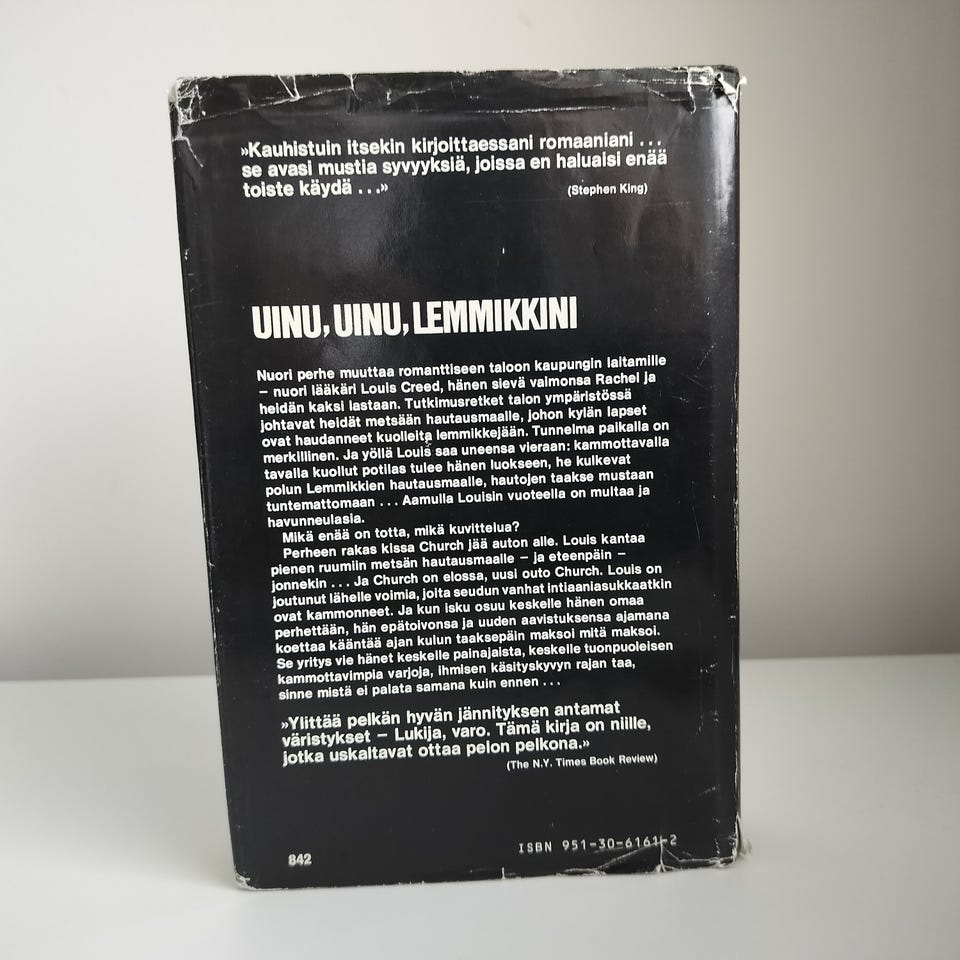 »Kauhistuin itsekin kirjoittaessani romaaniani . . .
se avasi mustia syvyyksiä, joissa en haluaisi enää
toiste käydä . . .»
(Stephen King)
UINU, UINU, LEMMIKKINI
Nuori perhe muuttaa romanttiseen taloon kaupungin laitamille
– nuori lääkäri Louis Creed, hänen sievä vaimonsa Rachel ja
heidän kaksi lastaan. Tutkimusretket talon ympäristössä
johtavat heidät metsään hautausmaalle, johon kylän lapset
ovat haudanneet kuolleita lemmikkejään. Tunnelma paikalla on
merkillinen. Ja yöllä Louis saa uneensa vieraan: kammottavalla
tavalla kuollut potilas tulee hänen luokseen, he kulkevat
polun Lemmikkien hautausmaalle, hautojen taakse mustaan
tuntemattomaan . . . Aamulla Louisin vuoteella on multaa ja
havunneulasia.
Mikä enää on totta, mikä kuvittelua?
Perheen rakas kissa Church jää auton alle. Louis kantaa
pienen ruumiin metsän hautausmaalle – ja eteenpäin –
jonnekin . . . Ja Church on elossa, uusi outo Church. Louis on
joutunut lähelle voimia, joita seudun vanhat intiaanisukkaatkin
ovat kammonneet. Ja kun isku osuu keskelle hänen omaa
perhettään, hän epätoivonsa ja uuden aavistuksensa ajamana
koettaa kääntää ajan kulun taaksepäin maksoi mitä maksoi.
Se yritys vie hänet keskelle painajaista, keskelle tuonpuoleisen
kammottavimpia varjoja, ihmisen käsityskyvyn rajan taa,
sinne mistä ei palata samana kuin ennen . . .
»Ylittää pelkän hyvän jännityksen antamat
väristykset – Lukija, varo. Tämä kirja on niille,
jotka uskaltavat ottaa pelon pelkona.»
(The N.Y. Times Book Review)
842
ISBN 951-30-6161-2